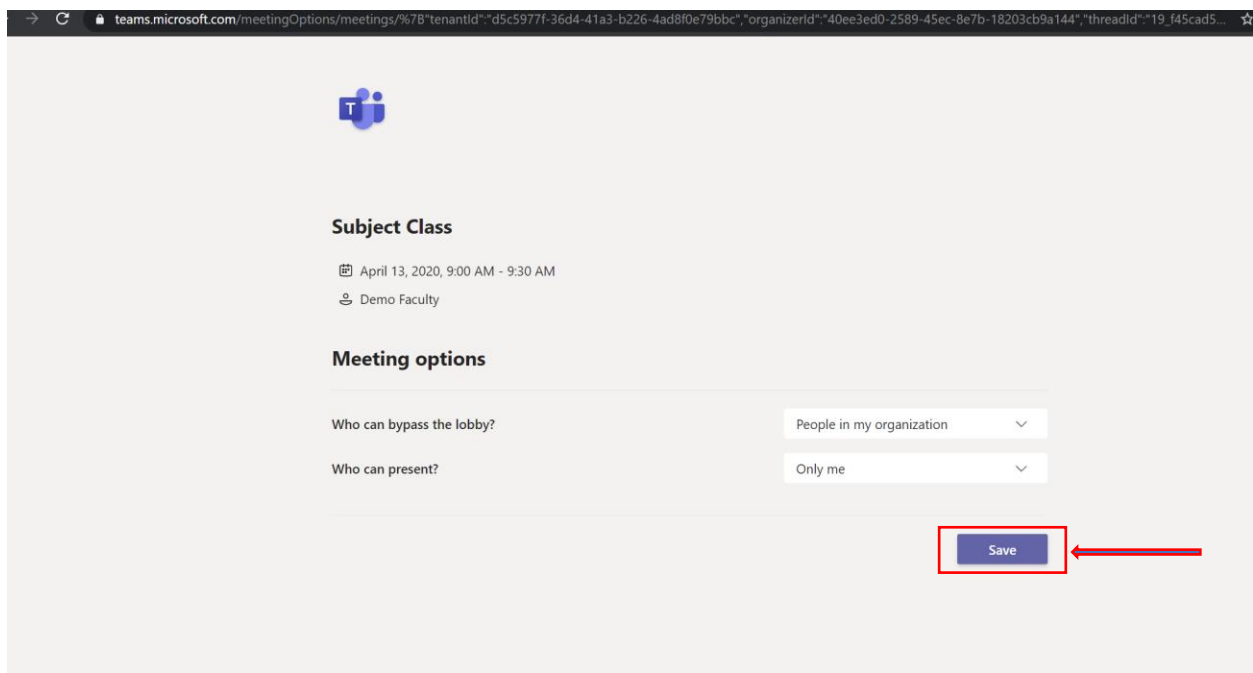 teams.microsoft.com/meetingOptions/meetings/%7B"tenantId":"d5c5977f-36d4-41a3-b226-4ad8f0e79bbc","organizerId":"40ee3ed0-2589-45ec-8e7b-18203cb9a144","threadId":"19_f45cad5...
T
Subject Class
April 13, 2020, 9:00 AM - 9:30 AM
Demo Faculty
Meeting options
Who can bypass the lobby? People in my organization
Who can present? Only me
Save